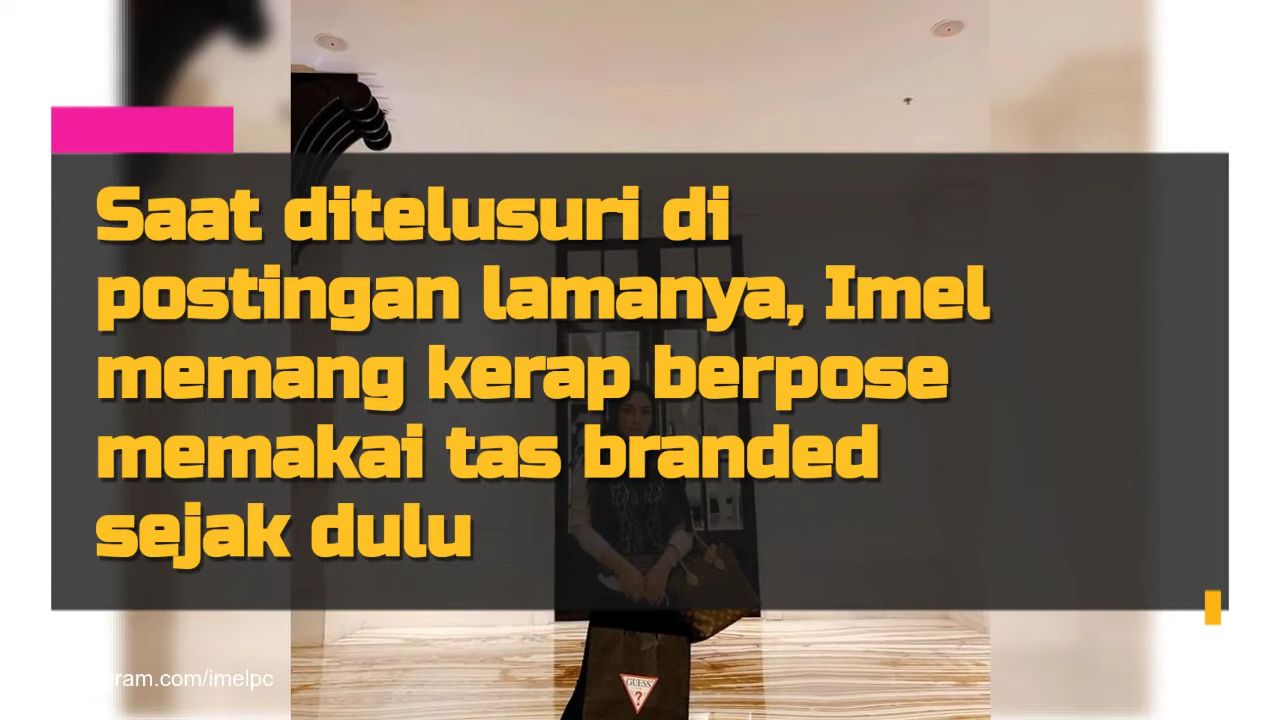 Saat ditelusuri di
postingan lamanya, Imel
memang kerap berpose
memakai tas branded
sejak dulu
ram.com/imelpc
GUESS
?